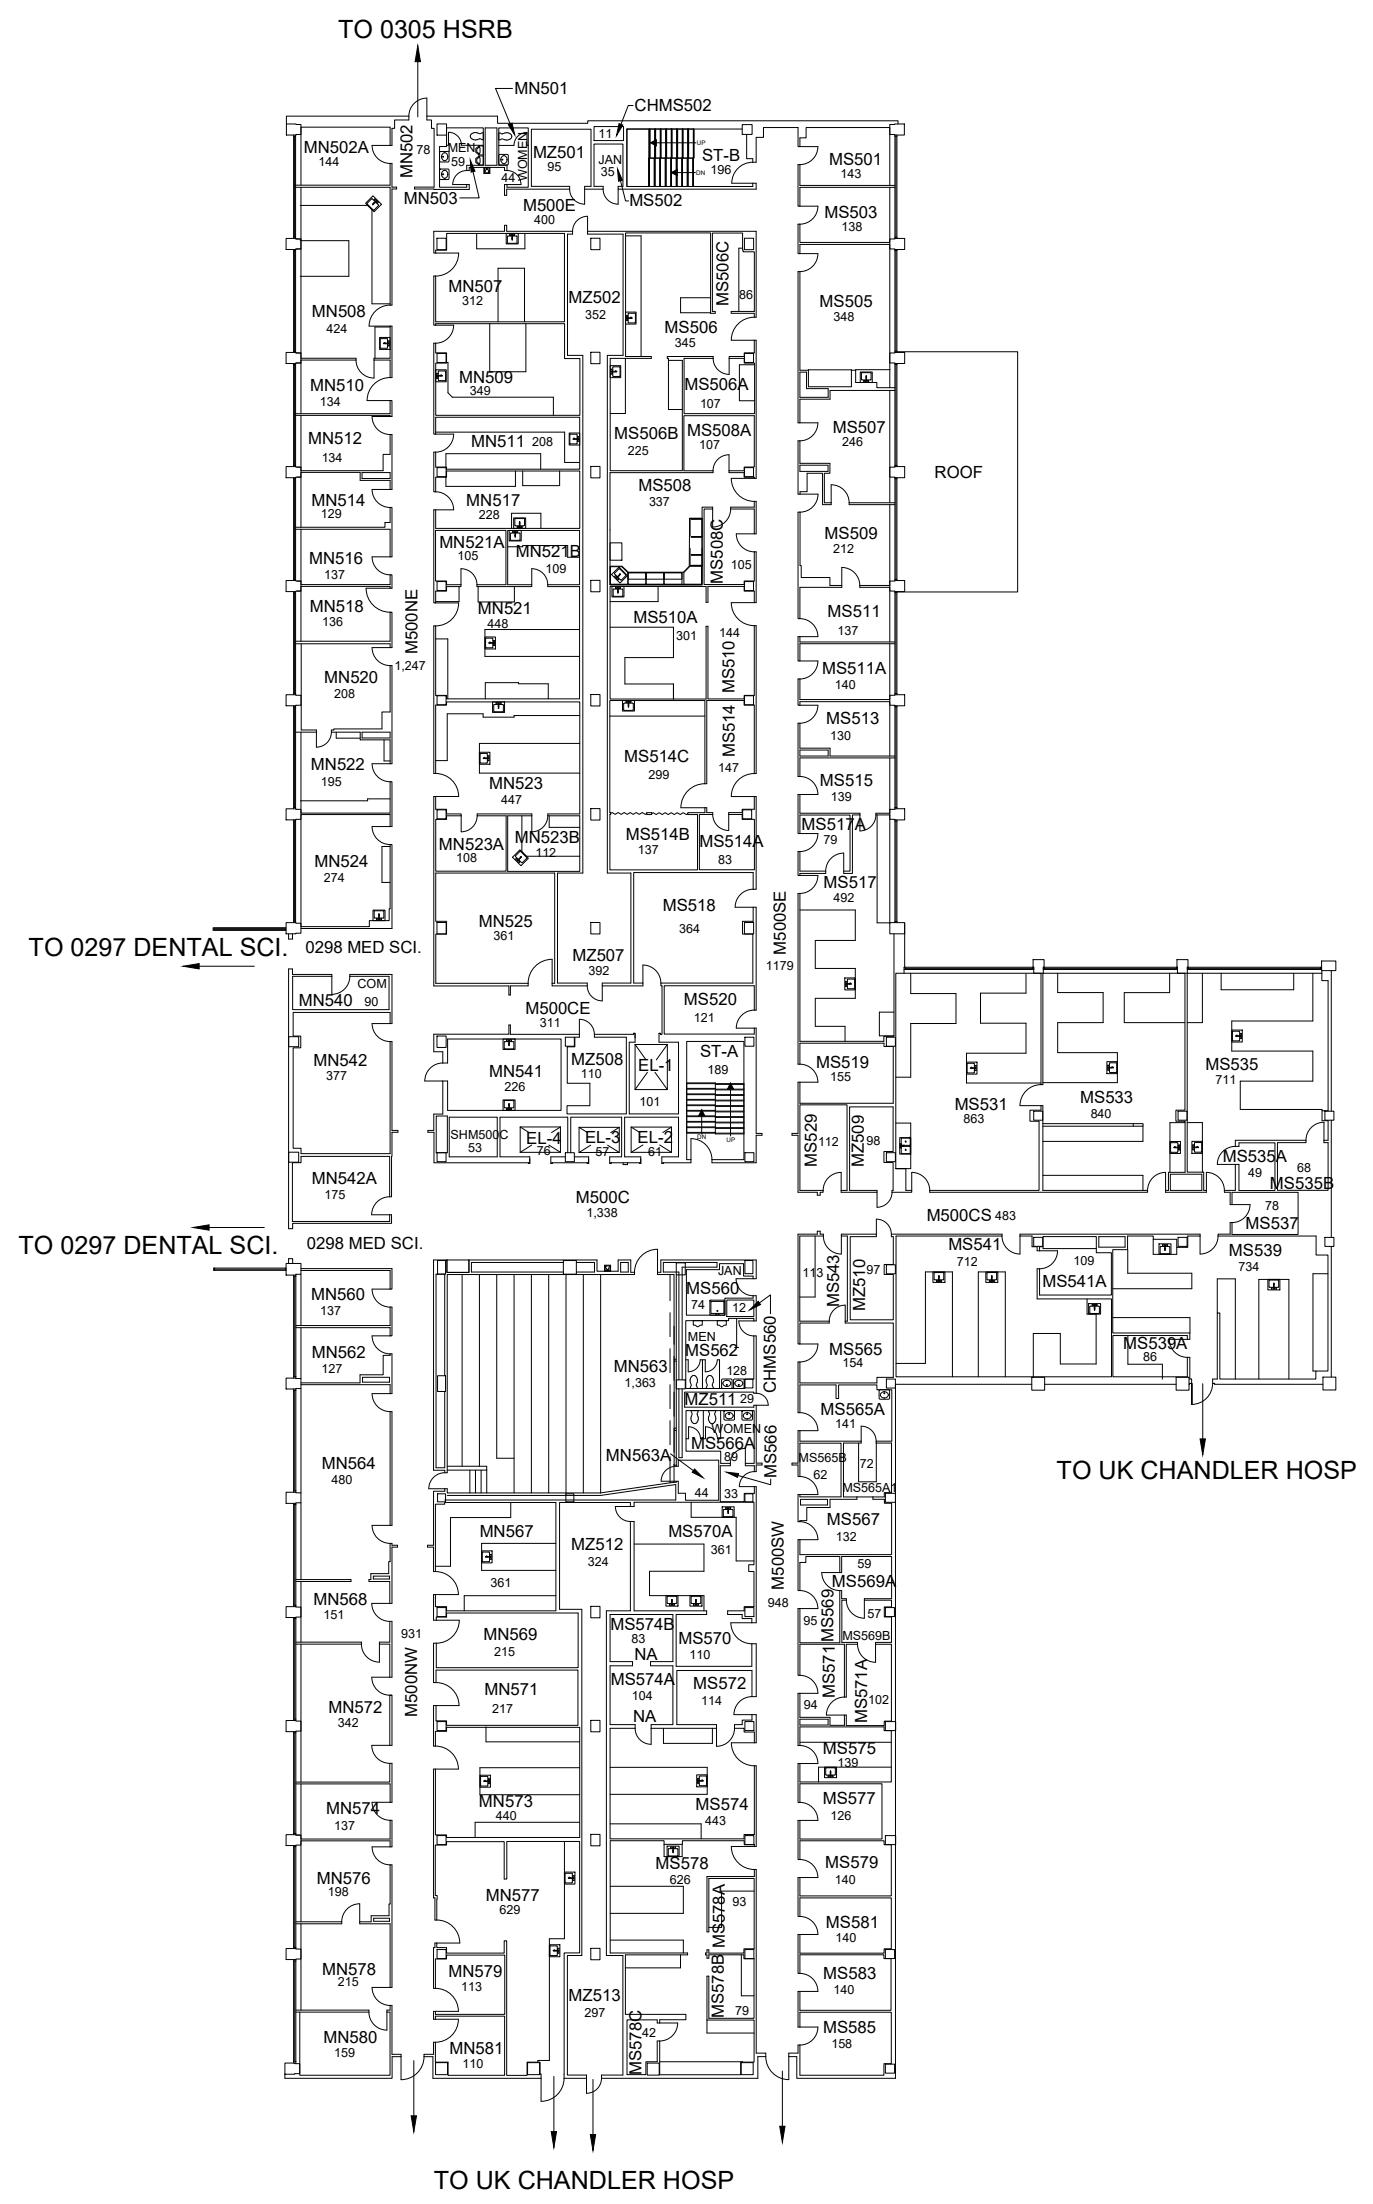 TO 0305 HSRB
MN501
CHMS502
11
MN502A
144
MN502
78
MEN
59
WOMEN
44
MZ501
95
JAN
35
UP
DN
ST-B
196
MS501
143
MN503
M500E
400
MS502
MS503
138
MN508
424
MN507
312
MZ502
352
MS506C
86
MS506
345
MS505
348
MN510
134
MN509
349
MS506A
107
MN512
134
MN511 208
MS506B
225
MS508A
107
MS507
246
ROOF
MN514
129
MN517
228
MS508
337
MN516
137
MN521A
105
MN521B
109
MS508C
105
MS509
212
MN518
136
M500NE
1,247
MN521
448
MS510A
301
144
MS510
MS511
137
MN520
208
MS511A
140
MN522
195
MN523
447
MS514C
299
MS514
147
MS513
130
MS515
139
MN524
274
MN523A
108
MN523B
112
MS514B
137
MS514A
83
MS517A
79
MS517
492
MN525
361
MZ507
392
MS518
364
M500SE
1179
TO 0297 DENTAL SCI.
0298 MED SCI.
COM
MN540 90
M500CE
311
MS520
121
MN542
377
MN541
226
MZ508
110
EL-1
101
ST-A
189
DN
UP
MS519
155
MS531
863
MS533
840
MS535
711
SHM500C
53
EL-4
76
EL-3
57
EL-2
61
MS529
112
MZ509
98
MS535A
49
68
MS535B
MN542A
175
M500C
1,338
M500CS 483
78
MS537
TO 0297 DENTAL SCI.
0298 MED SCI.
MN560
137
JAN
MS560
74
12
113
MS543
MZ510
97
MS541
712
109
MS541A
MS539
734
MN562
127
MN563
1,363
MEN
MS562
128
CHMS560
MS565
154
MS539A
86
MZ511 29
MS565A
141
MN564
480
WOMEN
MS566A
89
MN563A
44
33
MS566
MS565B
62
72
MS565A1
TO UK CHANDLER HOSP
MN567
361
MZ512
324
MS570A
361
M500SW
948
MS567
132
MN568
151
59
MS569A
95
MS569
57
MS569B
931
M500NW
MN569
215
MS574B
83
NA
MS570
110
MN572
342
MN571
217
MS574A
104
NA
MS572
114
MS571
94
MS571A
102
MN574
137
MN573
440
MS574
443
MS575
139
MS577
126
MN576
198
MN577
629
MS578
626
MS578A
93
MS579
140
MS581
140
MN578
215
MN579
113
MZ513
297
MS578B
79
MS583
140
MN580
159
MN581
110
MS578C
42
MS585
158
TO UK CHANDLER HOSP